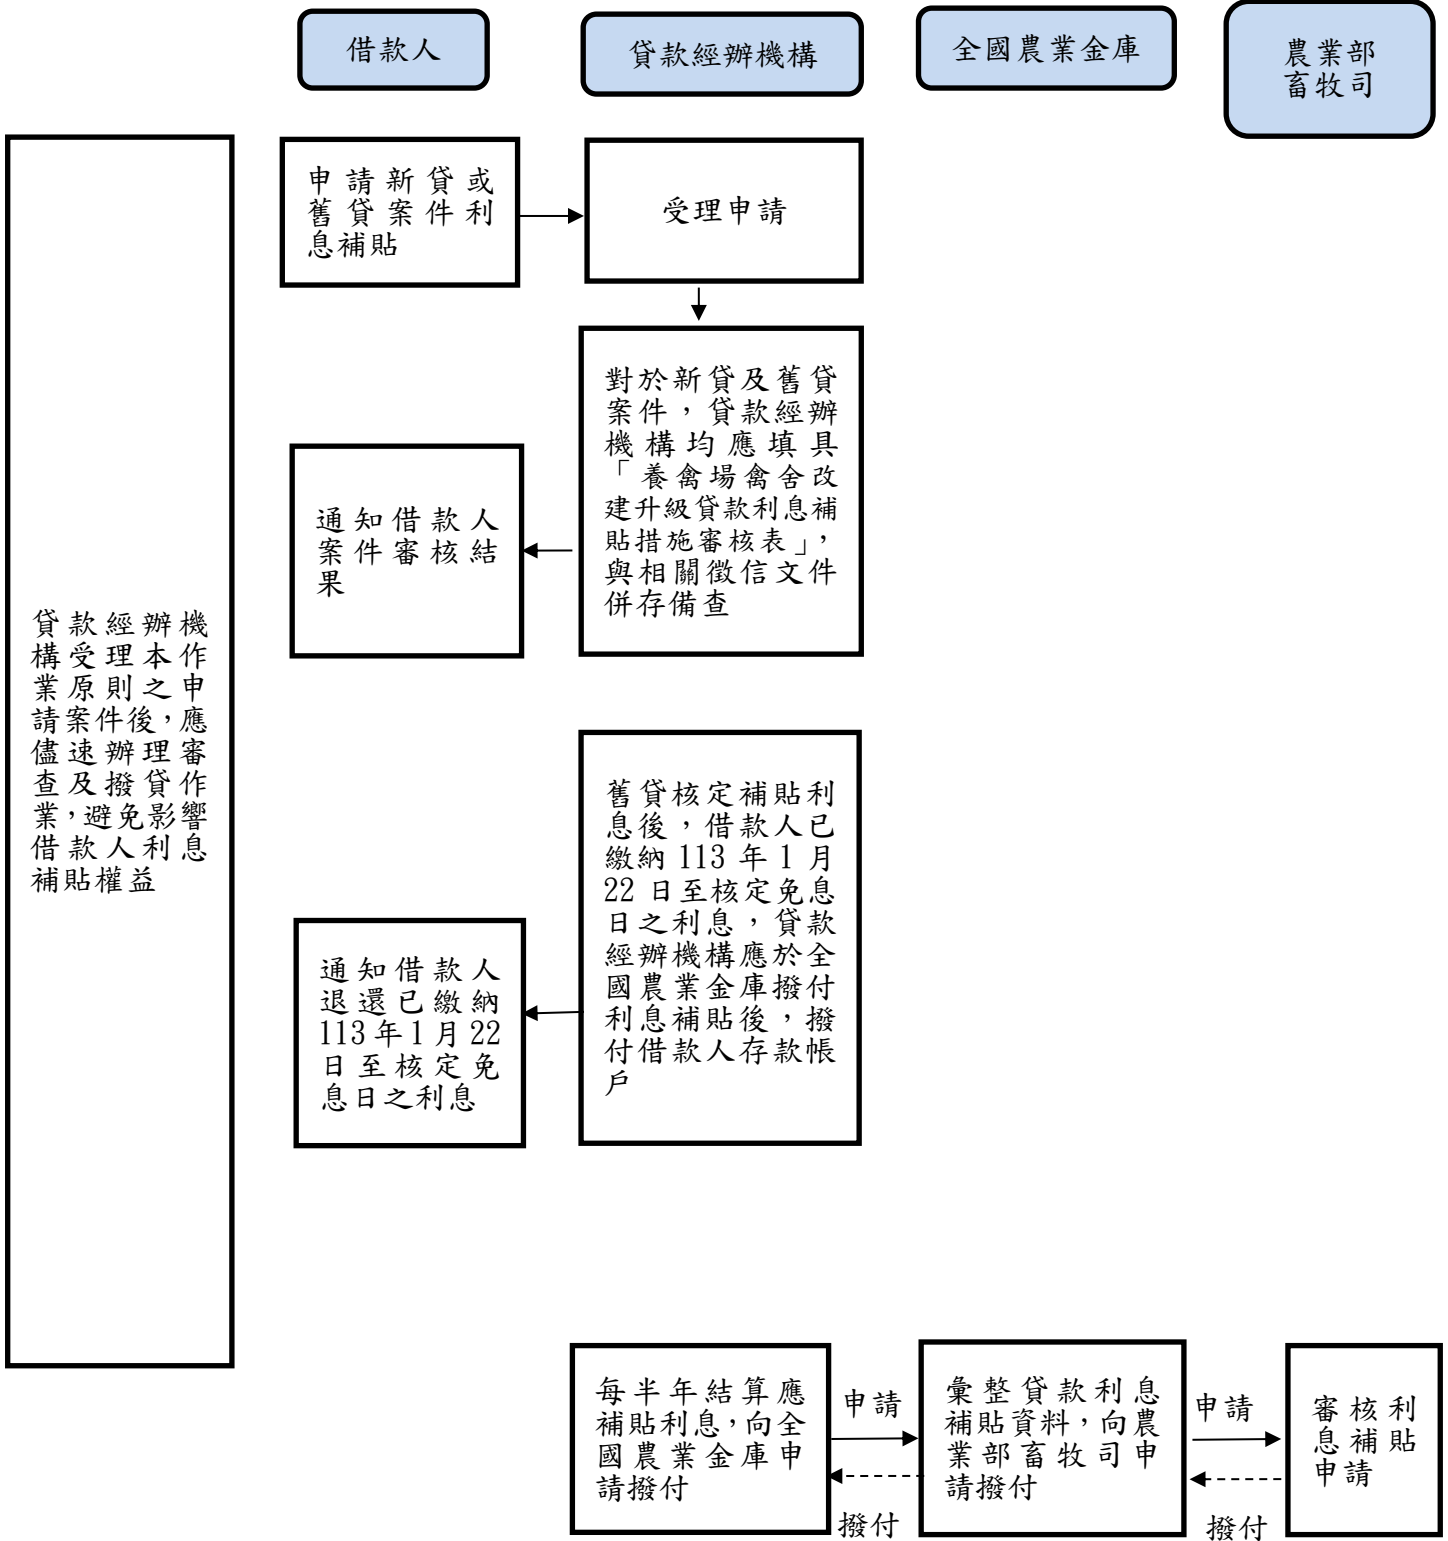 借款人
貸款經辦機構
全國農業金庫
農業部
畜牧司
申請新貸或
舊貸案件利
息補貼
受理申請
對於新貸及舊貸
案件，貸款經辦
機構均應填具
「養禽場禽舍改
建升級貸款利息補
貼措施審核表」，
與相關徵信文件
併存備查
通知借款人
案件審核結
果
貸款經辦機
構受理本作
業原則之申
請案件後，應
儘速辦理審
查及撥貸作
業，避免影響
借款人利息
補貼權益
舊貸核定補貼利
息後，借款人已
繳納 113 年 1 月
22 日至核定免息
日之利息，貸款
經辦機構應於全
國農業金庫撥付
利息補貼後，撥
付借款人存款帳
戶
通知借款人
退還已繳納
113 年 1 月 22
日至核定免
息日之利息
每半年結算應
補貼利息，向全
國農業金庫申
請撥付
申請
撥付
彙整貸款利息
補貼資料，向農
業部畜牧司申
請撥付
申請
撥付
審核利
息補貼
申請